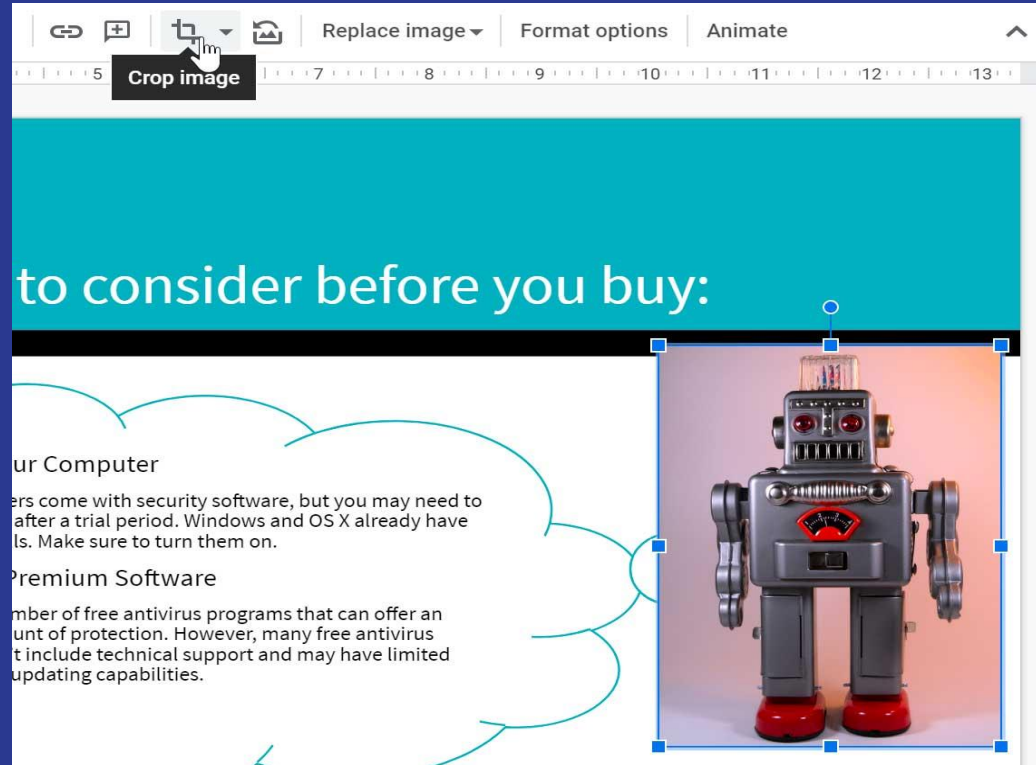 Replace image Format options Animate
5 7 8 9 10 11 12 13
Crop image
to consider before you buy:
ur Computer
ers come with security software, but you may need to
after a trial period. Windows and OS X already have
ls. Make sure to turn them on.
Premium Software
mber of free antivirus programs that can offer an
unt of protection. However, many free antivirus
't include technical support and may have limited
updating capabilities.